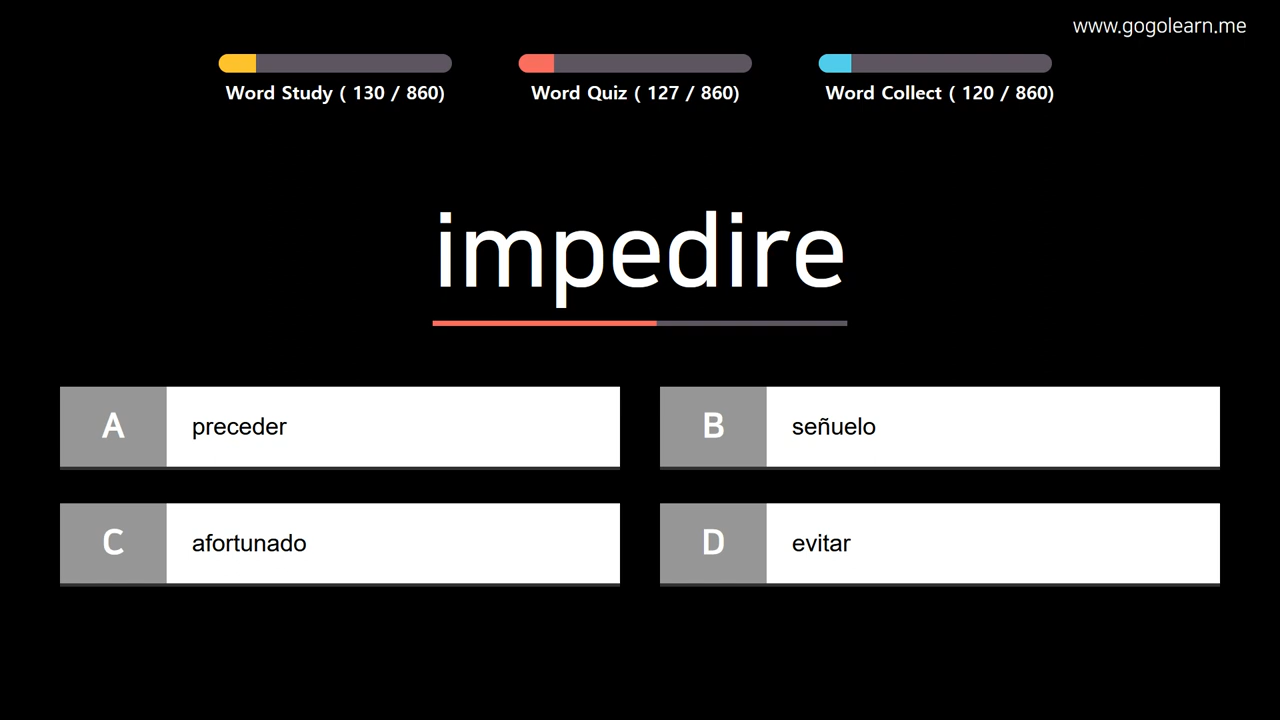 www.gogolearn.me
Word Study ( 130 / 860)
Word Quiz ( 127 / 860)
Word Collect ( 120 / 860)
impedire
A preceder
B señuelo
C afortunado
D evitar